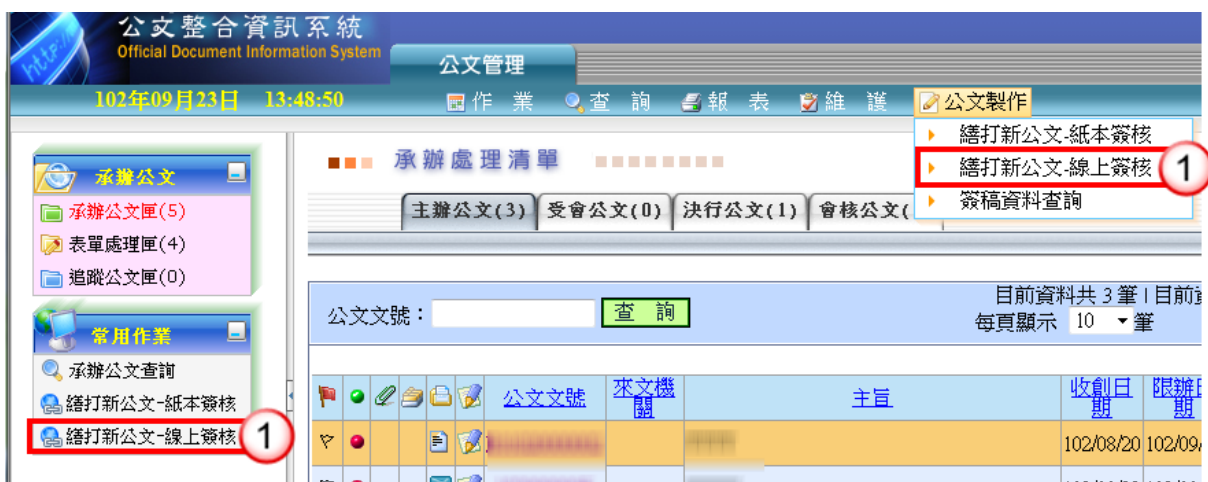 公文整合資訊系統
Official Document Information System
公文管理
102年09月23日 13:48:50
作 業 查 詢 報 表 維 護 公文製作
繕打新公文-紙本簽核
繕打新公文-線上簽核 1
簽稿資料查詢
承辦公文
承辦公文匣(5)
表單處理匣(4)
追蹤公文匣(0)
常用作業
承辦公文查詢
繕打新公文-紙本簽核
繕打新公文-線上簽核 1
承辦處理清單
主辦公文(3) 受會公文(0) 決行公文(1) 會核公文(
公文文號： 查 詢
目前資料共 3 筆 | 目前
每頁顯示 10 筆
公文文號 來文機關 主旨 收創日期 限辦 期
102/08/20 102/09/